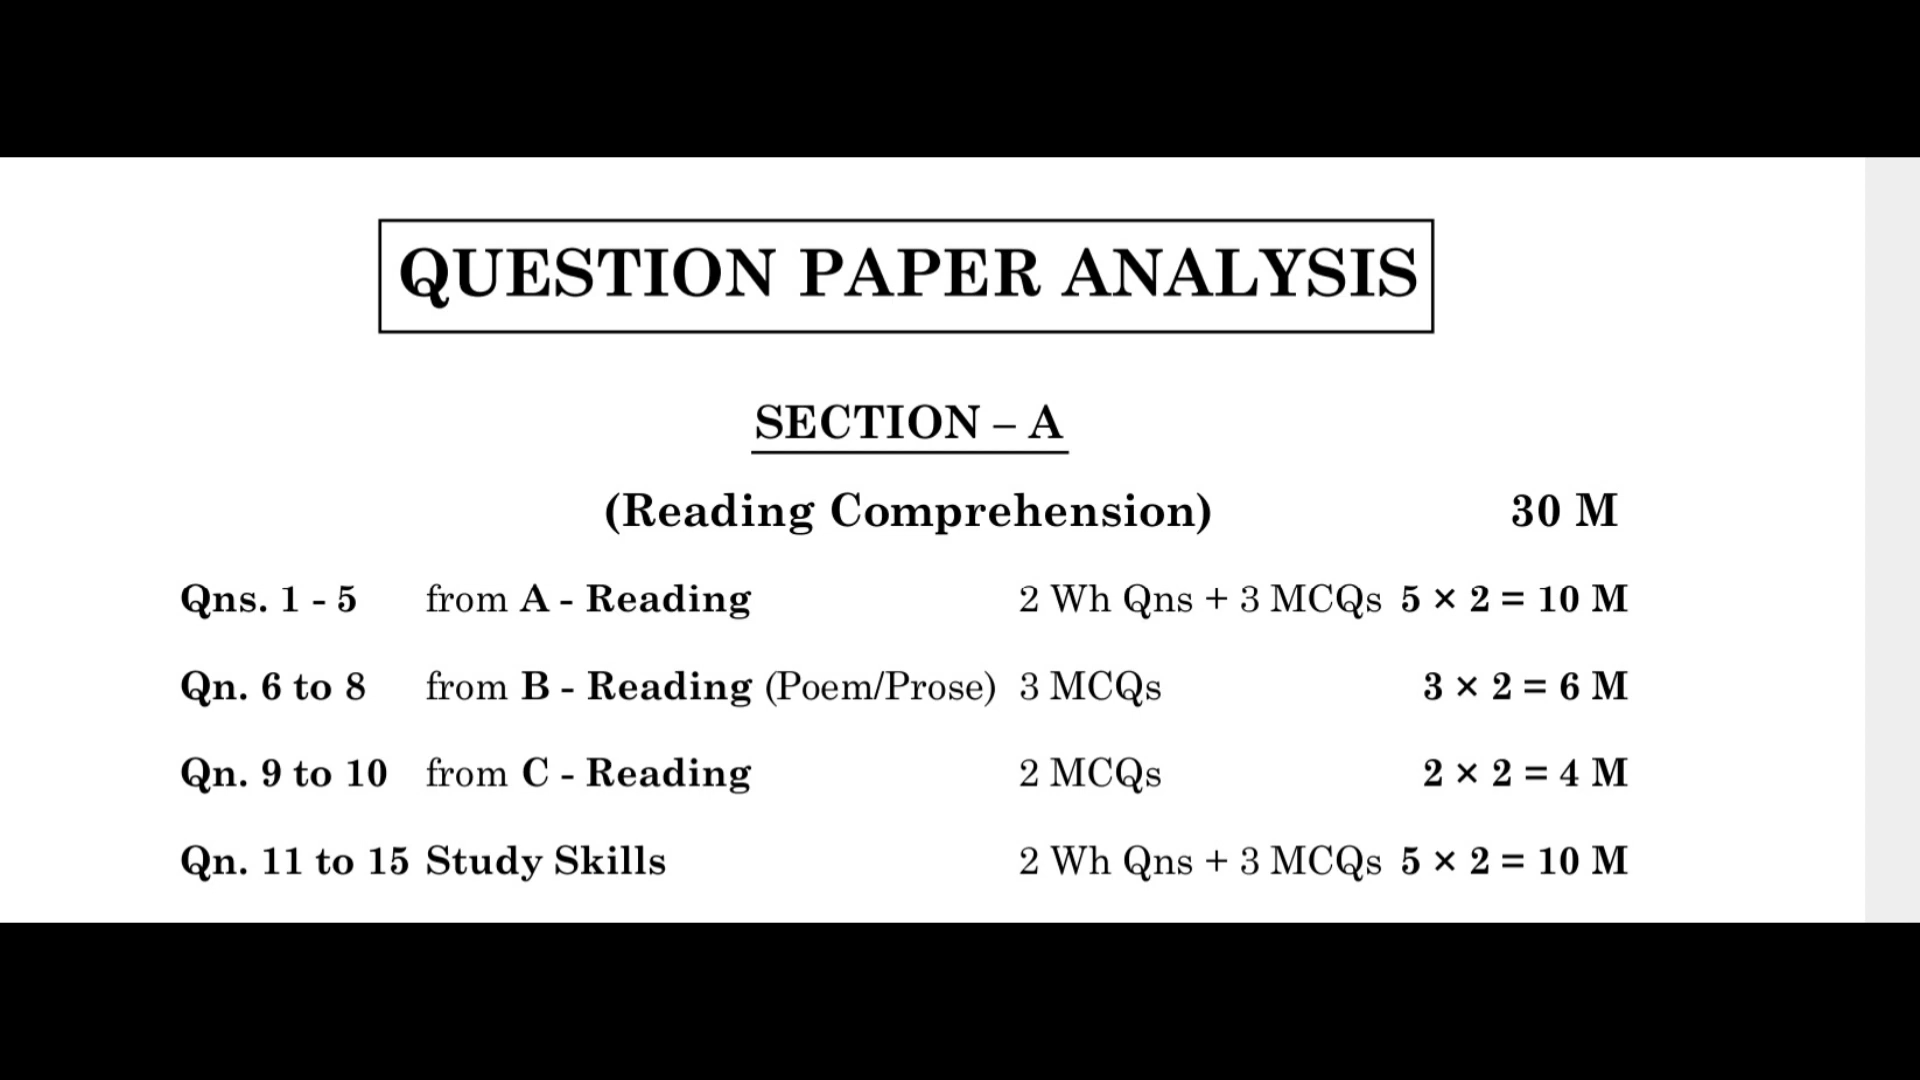 QUESTION PAPER ANALYSIS
SECTION – A
(Reading Comprehension) 30 M
Qns. 1 - 5 from A - Reading 2 Wh Qns + 3 MCQs 5 × 2 = 10 M
Qn. 6 to 8 from B - Reading (Poem/Prose) 3 MCQs 3 × 2 = 6 M
Qn. 9 to 10 from C - Reading 2 MCQs 2 × 2 = 4 M
Qn. 11 to 15 Study Skills 2 Wh Qns + 3 MCQs 5 × 2 = 10 M